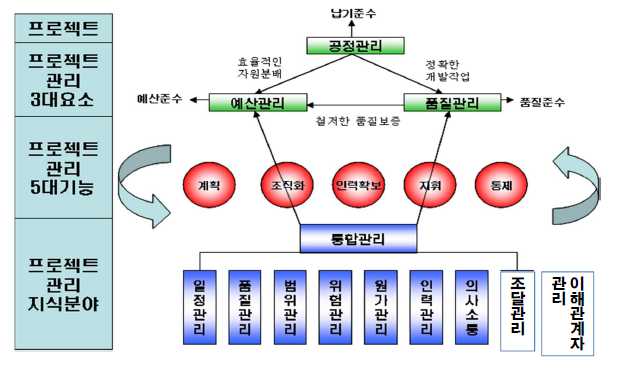 프로젝트
프로젝트
관리
3대요소
프로젝트
관리
5대기능
프로젝트
관리
지식분야
납기준수
공정관리
효율적인
자원분배
정확한
개발작업
예산준수
예산관리
품질관리
품질준수
철저한 품질보증
계획
조직화
인력확보
지휘
통제
통합관리
일정관리
품질관리
범위관리
위험관리
원가관리
인력관리
의사소통
조달관리
이해관계자
관리